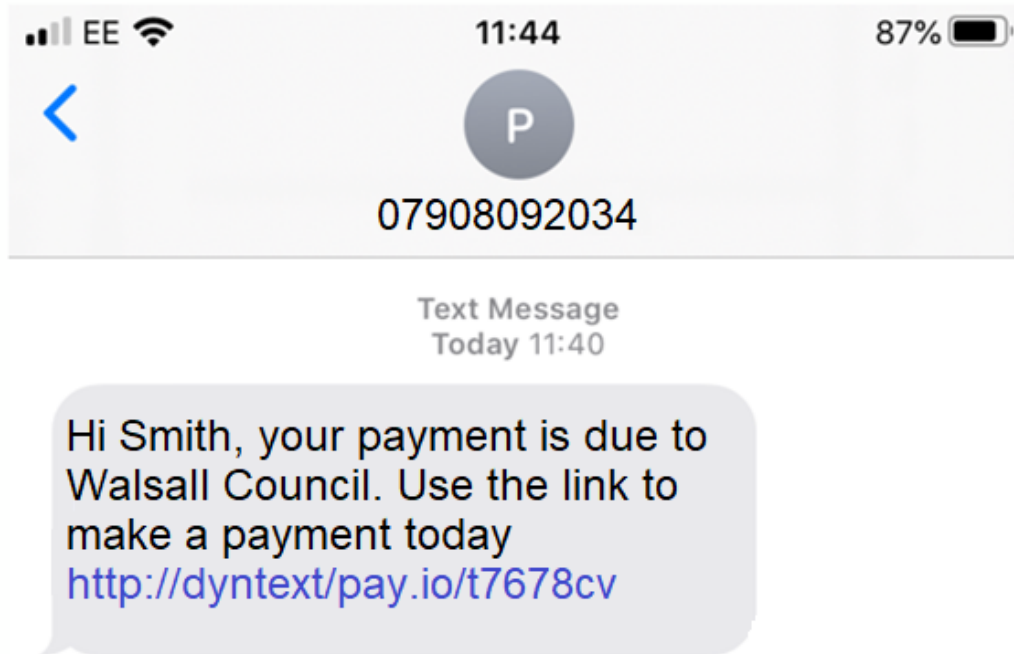 EE 11:44 87%
P
07908092034
Text Message
Today 11:40
Hi Smith, your payment is due to
Walsall Council. Use the link to
make a payment today
http://dyntext/pay.io/t7678cv